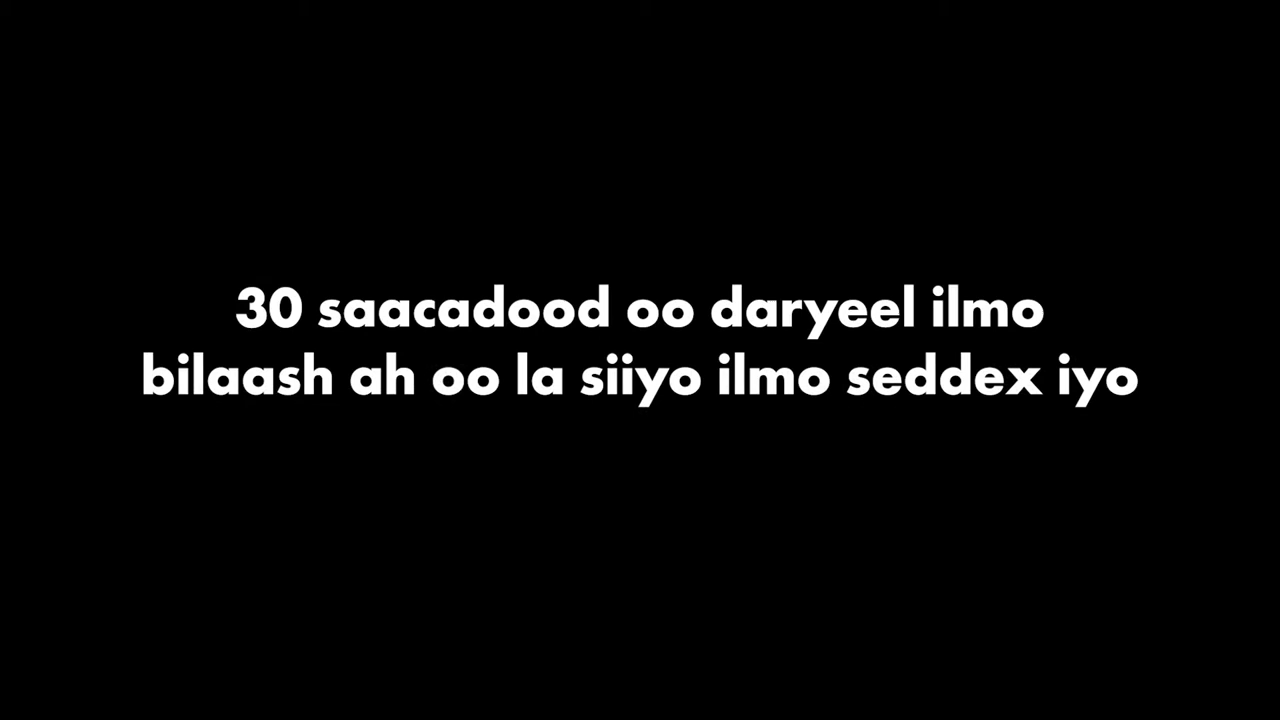 30 saacadood oo daryeel ilmo
bilaash ah oo la siiyo ilmo seddex iyo